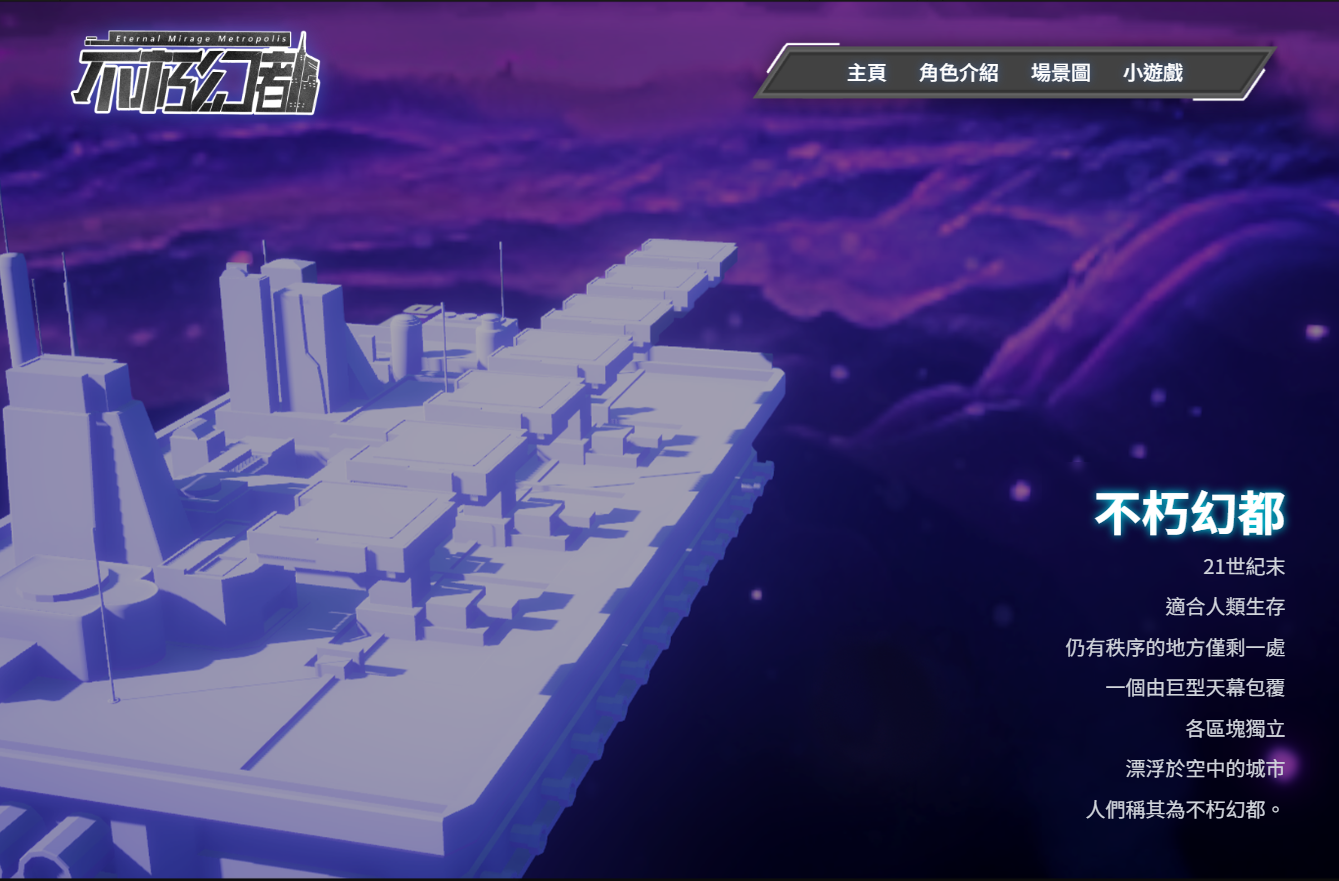 Eternal Mirage Metropolis
不朽幻都
主頁 角色介紹 場景圖 小遊戲
不朽幻都
21世紀末
適合人類生存
仍有秩序的地方僅剩一處
一個由巨型天幕包覆
各區塊獨立
漂浮於空中的城市
人們稱其為不朽幻都。